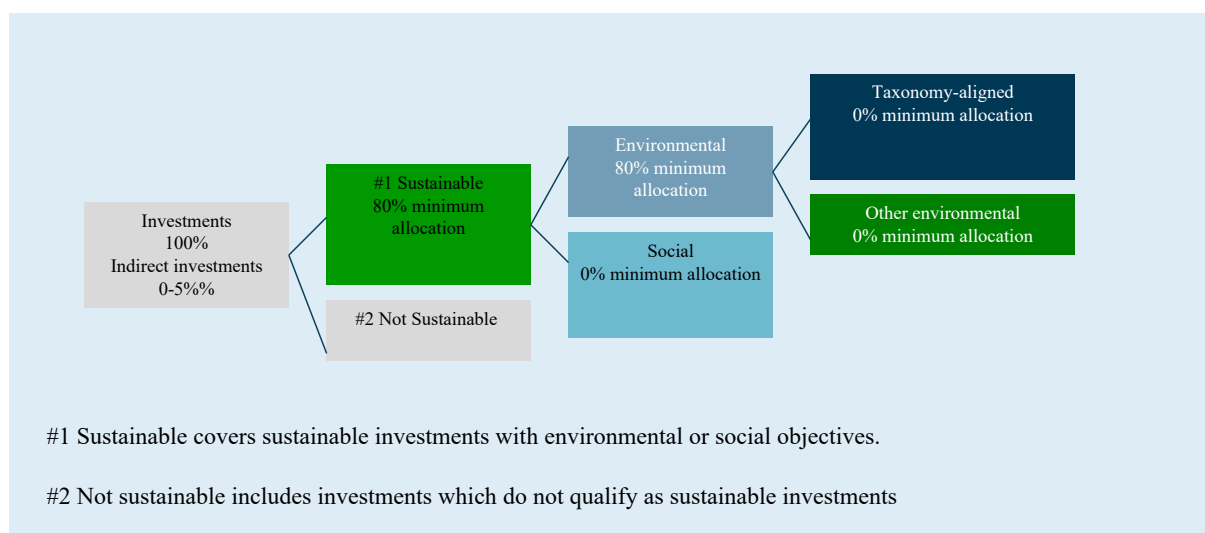 Investments
100%
Indirect investments
0-5%%
#1 Sustainable
80% minimum
allocation
#2 Not Sustainable
Environmental
80% minimum
allocation
Social
0% minimum allocation
Taxonomy-aligned
0% minimum allocation
Other environmental
0% minimum allocation
#1 Sustainable covers sustainable investments with environmental or social objectives.
#2 Not sustainable includes investments which do not qualify as sustainable investments